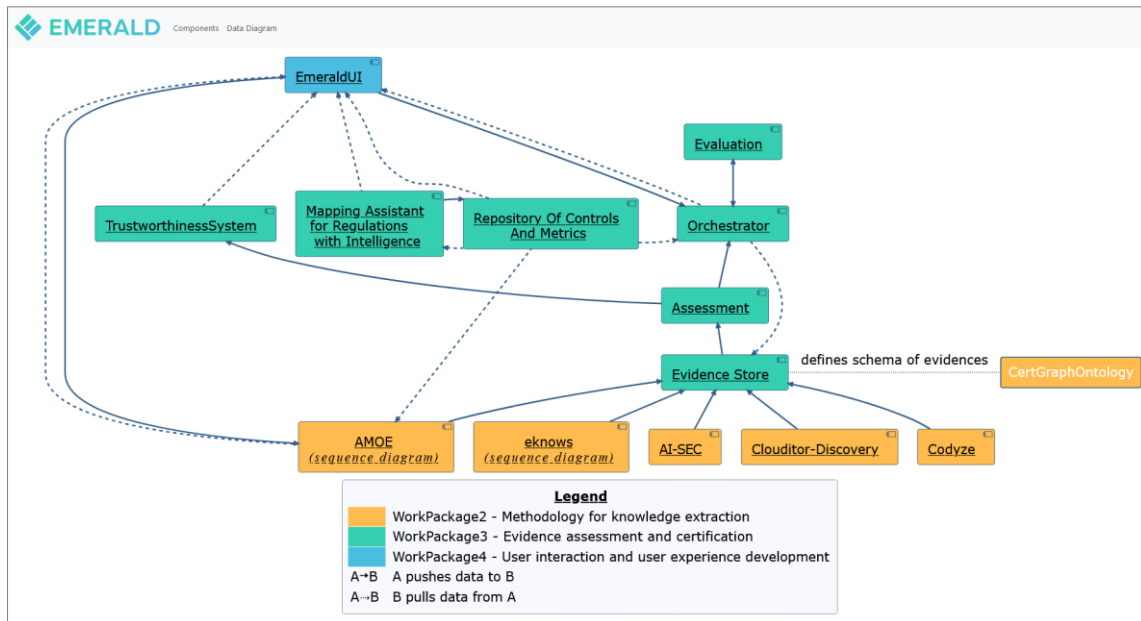 EMERALD
Components Data Diagram
EmeraldUI
Evaluation
TrustworthinessSystem
Mapping Assistant
for Regulations
with Intelligence
Repository Of Controls
And Metrics
Orchestrator
Assessment
Evidence Store
defines schema of evidences
CertGraphOntology
AMOE
(sequence diagram)
eknows
(sequence diagram)
AI-SEC
Clouditor-Discovery
Codyze
Legend
WorkPackage2 - Methodology for knowledge extraction
WorkPackage3 - Evidence assessment and certification
WorkPackage4 - User interaction and user experience development
A→B A pushes data to B
A⇢B B pulls data from A